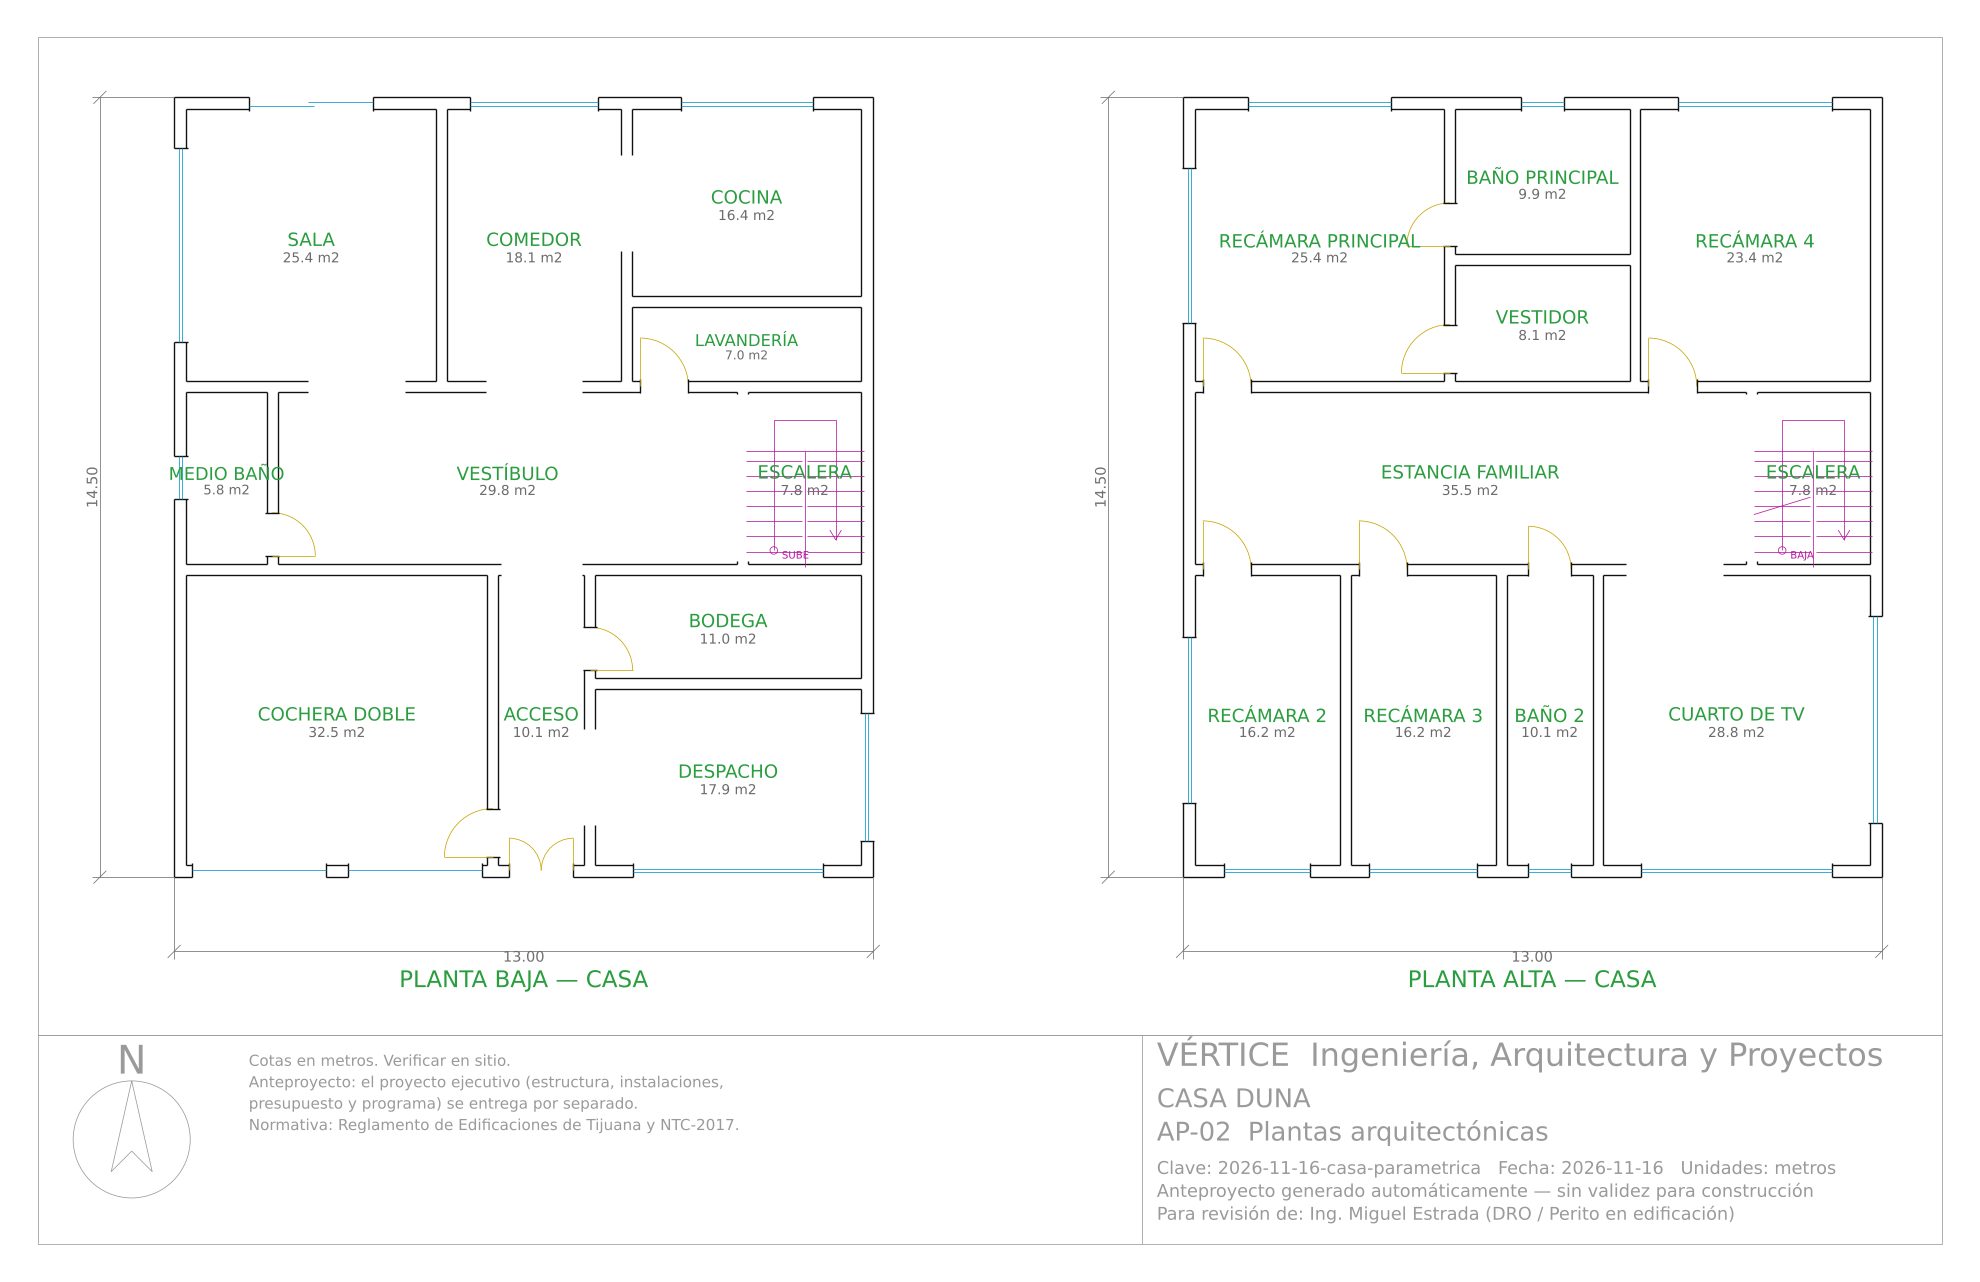 SALA
25.4 m2
COMEDOR
18.1 m2
COCINA
16.4 m2
LAVANDERÍA
7.0 m2
MEDIO BAÑO
5.8 m2
VESTÍBULO
29.8 m2
ESCALERA
7.8 m2
SUBE
14.50
BODEGA
11.0 m2
COCHERA DOBLE
32.5 m2
ACCESO
10.1 m2
DESPACHO
17.9 m2
13.00
PLANTA BAJA — CASA
RECÁMARA PRINCIPAL
25.4 m2
BAÑO PRINCIPAL
9.9 m2
RECÁMARA 4
23.4 m2
VESTIDOR
8.1 m2
ESTANCIA FAMILIAR
35.5 m2
ESCALERA
7.8 m2
BAJA
14.50
RECÁMARA 2
16.2 m2
RECÁMARA 3
16.2 m2
BAÑO 2
10.1 m2
CUARTO DE TV
28.8 m2
13.00
PLANTA ALTA — CASA
N
Cotas en metros. Verificar en sitio.
Anteproyecto: el proyecto ejecutivo (estructura, instalaciones,
presupuesto y programa) se entrega por separado.
Normativa: Reglamento de Edificaciones de Tijuana y NTC-2017.
VÉRTICE Ingeniería, Arquitectura y Proyectos
CASA DUNA
AP-02 Plantas arquitectónicas
Clave: 2026-11-16-casa-parametrica Fecha: 2026-11-16 Unidades: metros
Anteproyecto generado automáticamente — sin validez para construcción
Para revisión de: Ing. Miguel Estrada (DRO / Perito en edificación)